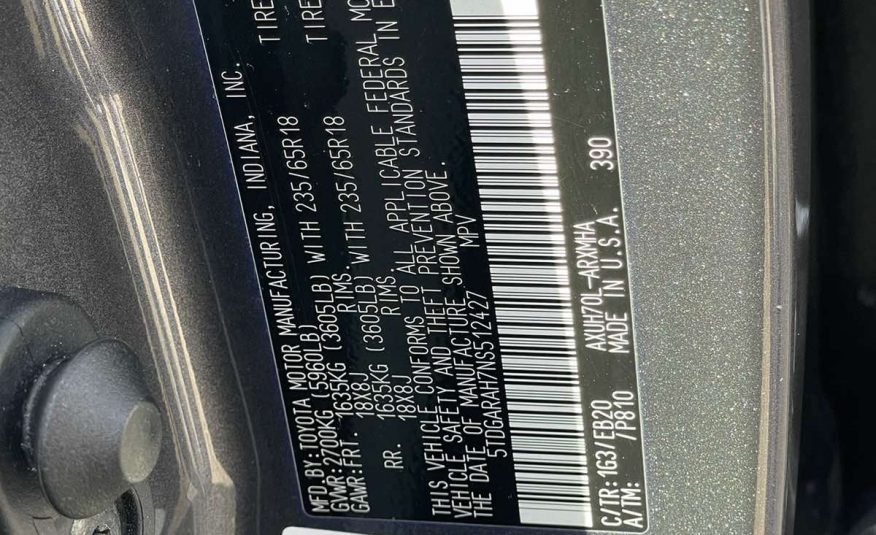 MFD.BY:TOYOTA MOTOR MANUFACTURING, INDIANA, INC.
GVWR:2700KG (5960LB)
GAWR:FRT. 1635KG (3605LB) WITH 235/65R18 TIRE
18X8J RIMS.
RR. 1635KG (3605LB) WITH 235/65R18 TIRE
18X8J RIMS.
THIS VEHICLE CONFORMS TO ALL APPLICABLE FEDERAL MO
VEHICLE SAFETY AND THEFT PREVENTION STANDARDS IN E
THE DATE OF MANUFACTURE SHOWN ABOVE.
5TDGARAH7NS512427 MPV
C/TR: 1G3/EB20 AXUH70L-ARXMHA 390
A/TM: /P810 MADE IN U.S.A.